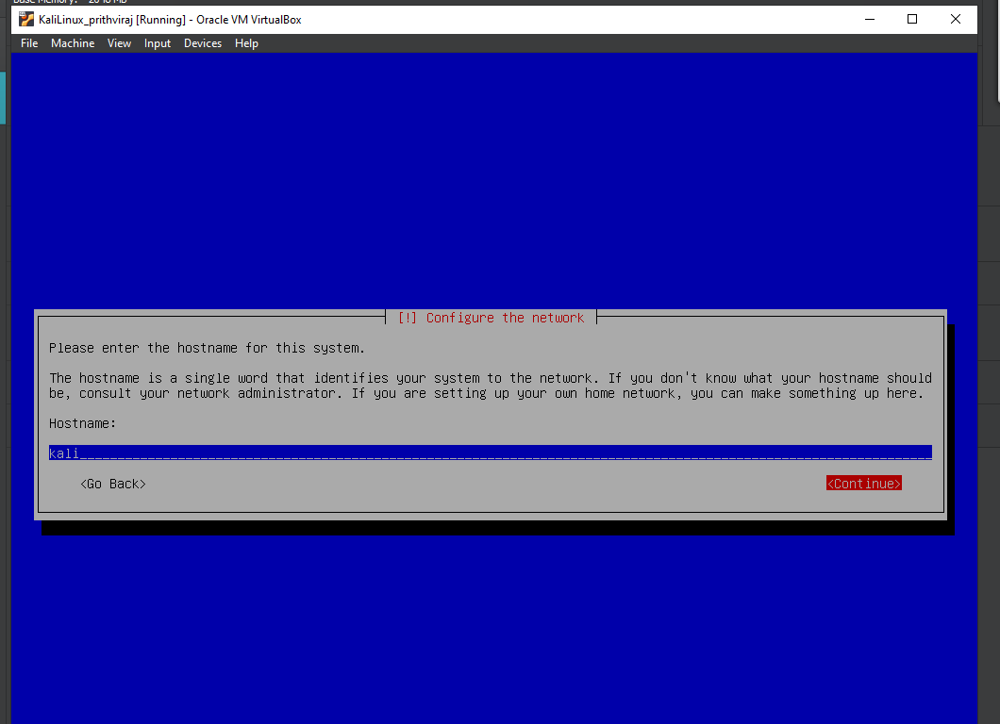 KaliLinux_prithviraj [Running] - Oracle VM VirtualBox
File Machine View Input Devices Help
[!] Configure the network
Please enter the hostname for this system.
The hostname is a single word that identifies your system to the network. If you don't know what your hostname should
be, consult your network administrator. If you are setting up your own home network, you can make something up here.
Hostname:
kali
<Go Back> <Continue>